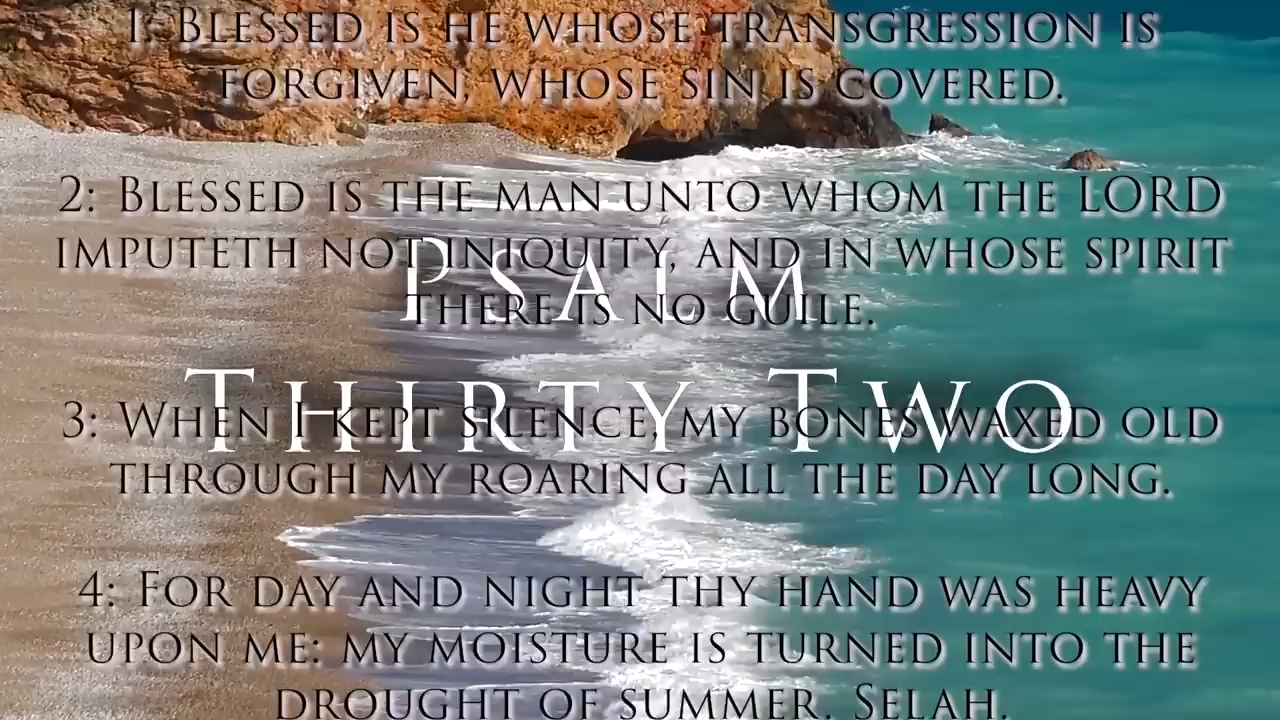 1: Blessed is he whose transgression is
forgiven, whose sin is covered.
2: Blessed is the man unto whom the LORD
imputeth not iniquity, and in whose spirit
there is no guile.
Psalm
Thirty Two
3: When I kept silence, my bones waxed old
through my roaring all the day long.
4: For day and night thy hand was heavy
upon me: my moisture is turned into the
drought of summer. Selah.